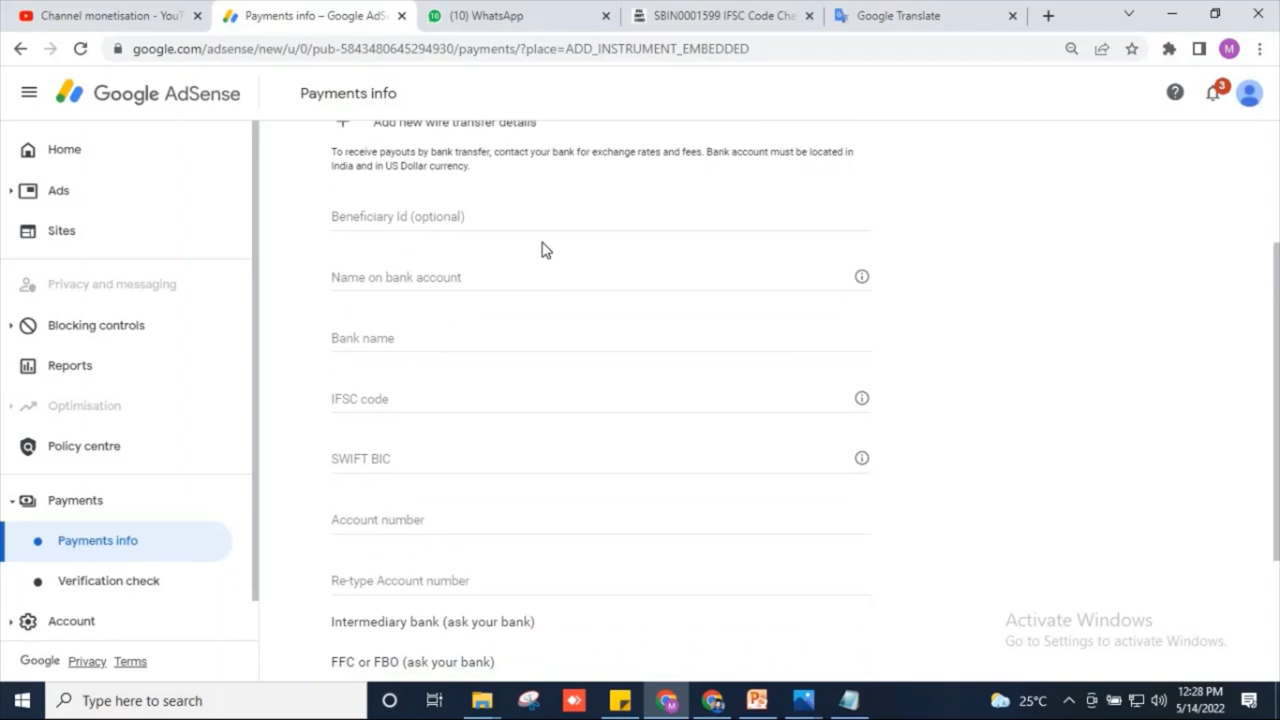 Channel monetisation - YouT
Payments info – Google AdS
(10) WhatsApp
SBIN0001599 IFSC Code Cha
Google Translate
google.com/adsense/new/u/0/pub-5843480645294930/payments/?place=ADD_INSTRUMENT_EMBEDDED
M
Google AdSense
Payments info
3
Home
Ads
Sites
Privacy and messaging
Blocking controls
Reports
Optimisation
Policy centre
Payments
Payments info
Verification check
Account
Google Privacy Terms
Add new wire transfer details
To receive payouts by bank transfer, contact your bank for exchange rates and fees. Bank account must be located in
India and in US Dollar currency.
Beneficiary Id (optional)
Name on bank account
Bank name
IFSC code
SWIFT BIC
Account number
Re-type Account number
Intermediary bank (ask your bank)
FFC or FBO (ask your bank)
Activate Windows
Go to Settings to activate Windows.
Type here to search
25°C
12:28 PM
5/14/2022